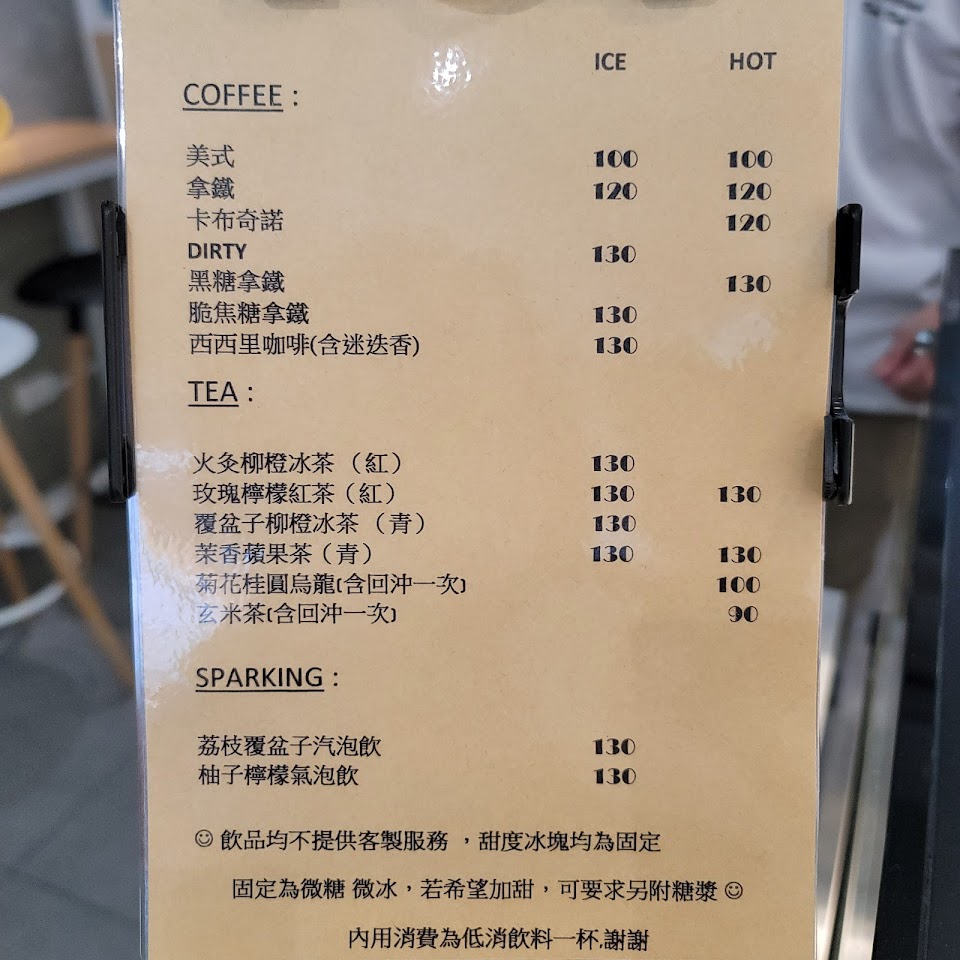 ICE HOT
COFFEE：
美式 100 100
拿鐵 120 120
卡布奇諾 120
DIRTY 130
黑糖拿鐵 130
脆焦糖拿鐵 130
西西里咖啡(含迷迭香) 130
TEA：
火灸柳橙冰茶 （紅） 130
玫瑰檸檬紅茶（紅） 130 130
覆盆子柳橙冰茶 （青） 130
茉香蘋果茶（青） 130 130
菊花桂圓烏龍(含回沖一次) 100
玄米茶(含回沖一次) 90
SPARKING：
荔枝覆盆子汽泡飲 130
柚子檸檬氣泡飲 130
☺ 飲品均不提供客製服務 ，甜度冰塊均為固定
固定為微糖 微冰，若希望加甜，可要求另附糖漿☺
內用消費為低消飲料一杯.謝謝